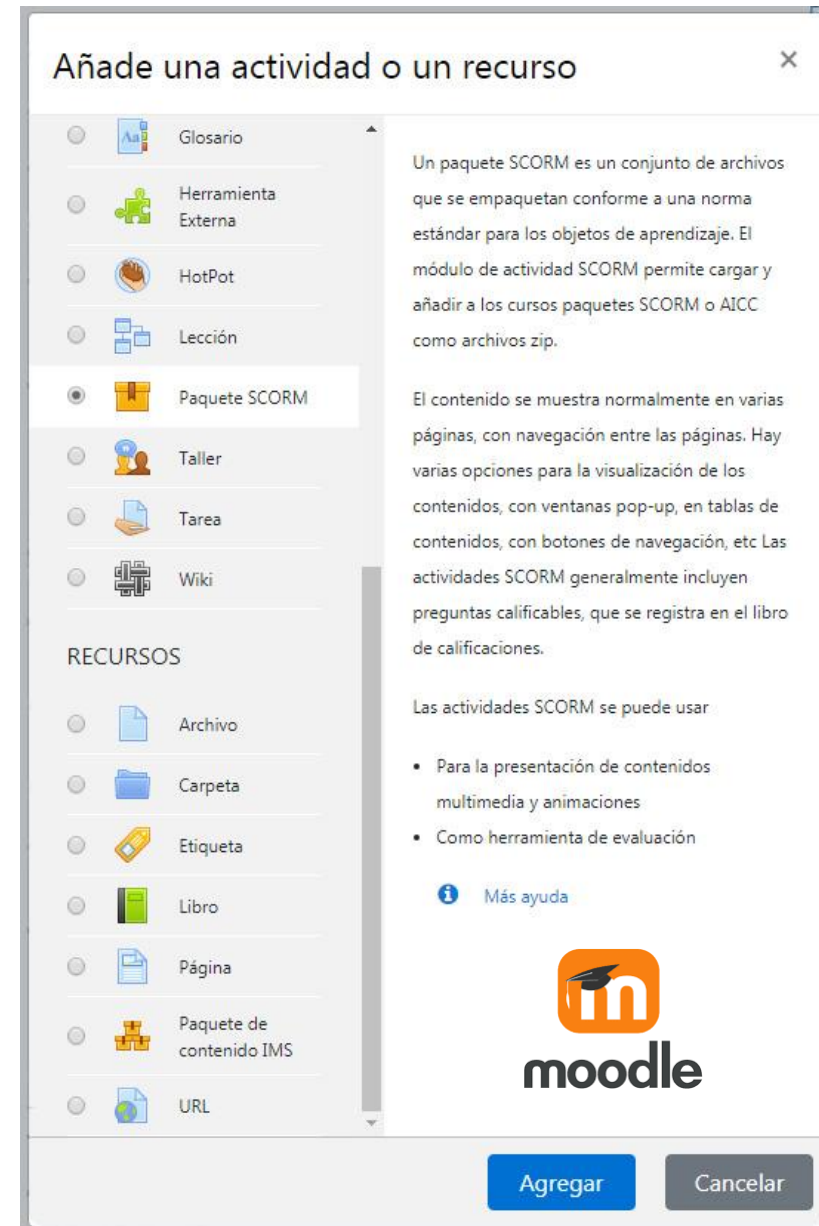 Añade una actividad o un recurso
×
Glosario
Herramienta
Externa
HotPot
Lección
Paquete SCORM
Taller
Tarea
Wiki
RECURSOS
Archivo
Carpeta
Etiqueta
Libro
Página
Paquete de
contenido IMS
URL
Un paquete SCORM es un conjunto de archivos
que se empaquetan conforme a una norma
estándar para los objetos de aprendizaje. El
módulo de actividad SCORM permite cargar y
añadir a los cursos paquetes SCORM o AICC
como archivos zip.
El contenido se muestra normalmente en varias
páginas, con navegación entre las páginas. Hay
varias opciones para la visualización de los
contenidos, con ventanas pop-up, en tablas de
contenidos, con botones de navegación, etc Las
actividades SCORM generalmente incluyen
preguntas calificables, que se registra en el libro
de calificaciones.
Las actividades SCORM se puede usar
• Para la presentación de contenidos
multimedia y animaciones
• Como herramienta de evaluación
Más ayuda
moodle
Agregar
Cancelar